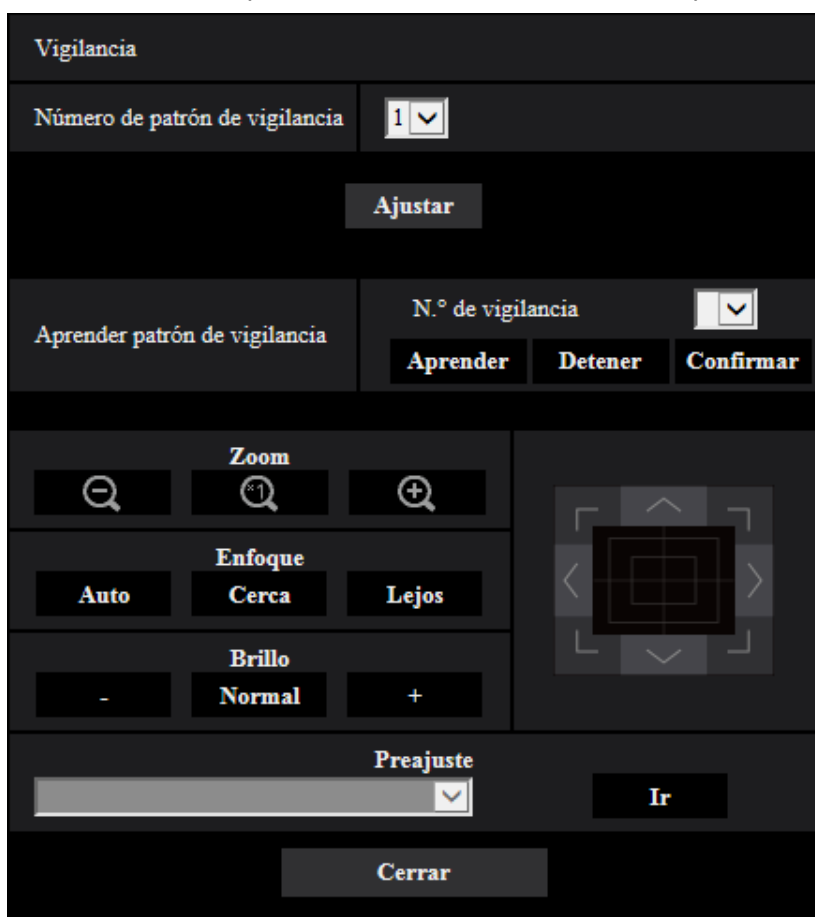 Vigilancia
Número de patrón de vigilancia 1
Ajustar
N.º de vigilancia
Aprender patrón de vigilancia
Aprender Detener Confirmar
Zoom
×1
Enfoque
Auto Cerca Lejos
Brillo
- Normal +
Preajuste
Ir
Cerrar